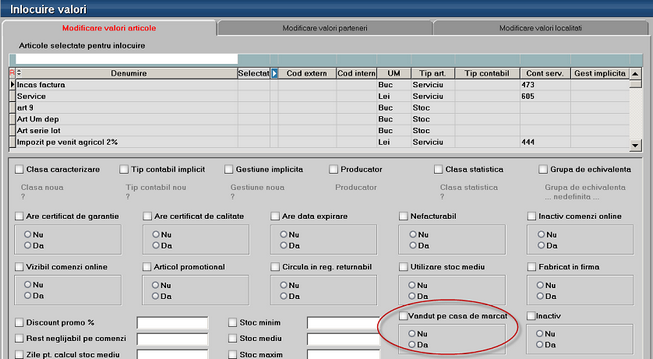 Inlocuire valori
Modificare valori articole Modificare valori parteneri Modificare valori localitati
Articole selectate pentru inlocuire
Denumire Selectat Cod extern Cod intern UM Tip art. Tip contabil Cont serv. Gest implicita
Incas factura Buc Serviciu 473
Service Lei Serviciu 605
art 9 Buc Stoc
Art Um dep Buc Stoc
Art serie lot Buc Stoc
Impozit pe venit agricol 2% Lei Serviciu 444
Clasa caracterizare Tip contabil implicit Gestiune implicita Producator Clasa statistica Grupa de echivalenta
Clasa noua Tip contabil nou Gestiune noua Producator Clasa statistica Grupa de echivalenta
? ? ? ? ... nedefinita ...
Are certificat de garantie Are certificat de calitate Are data expirare Nefacturabil Inactiv comenzi online
Nu Nu Nu Nu Nu
Da Da Da Da Da
Vizibil comenzi online Articol promotional Circula in reg. returnabil Utilizare stoc mediu Fabricat in firma
Nu Nu Nu Nu Nu
Da Da Da Da Da
Discount promo % Stoc minim Vandut pe casa de marcat Inactiv
Rest neglijabil pe comenzi Stoc mediu Nu Nu
Zile pt. calcul stoc mediu Stoc maxim Da Da